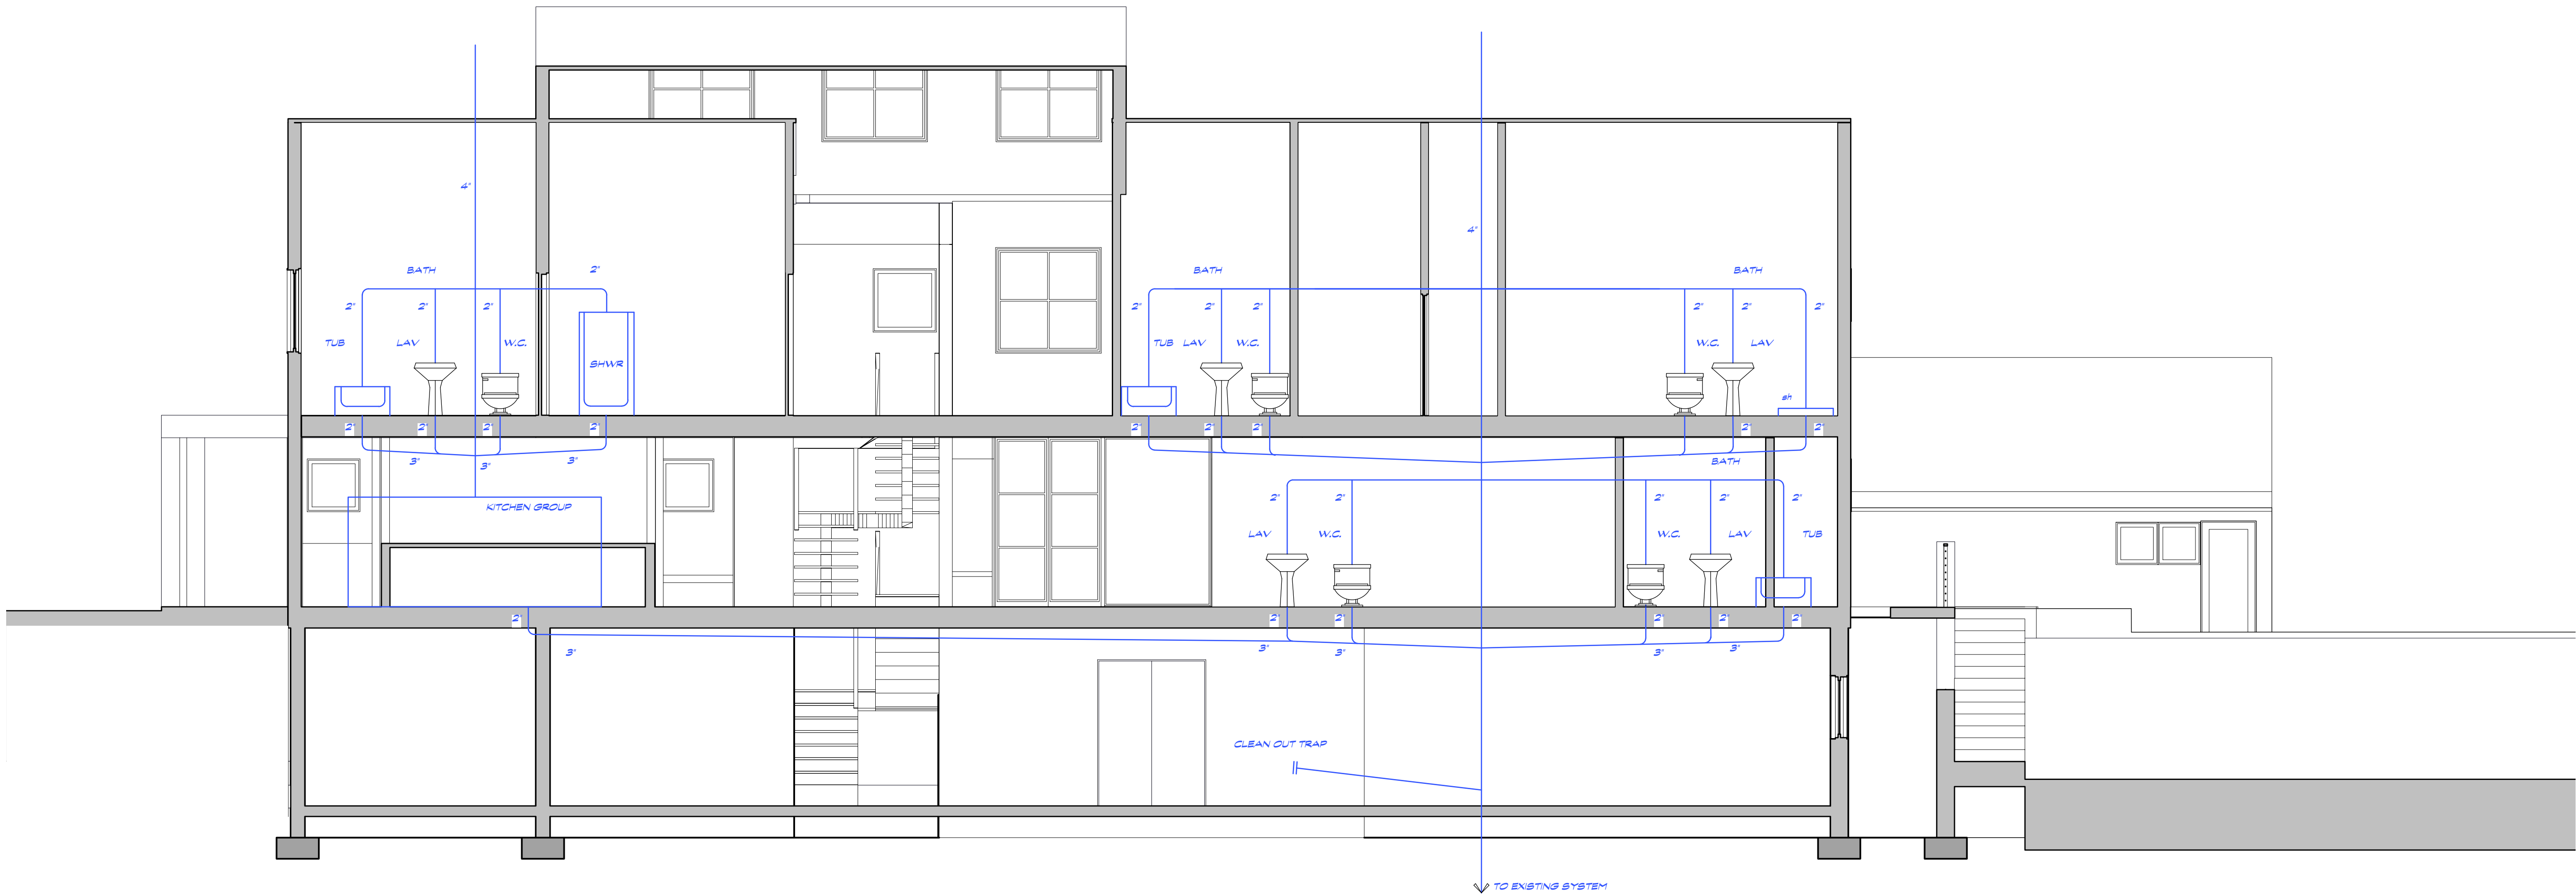 4"
4"
BATH
2"
BATH
BATH
2"
2"
2"
2"
2"
2"
2"
2"
2"
TUB
LAV
W.C.
TUB
LAV
W.C.
W.C.
LAV
SHWR
sh
2"
2"
2"
2"
2"
2"
2"
2"
2"
3"
3"
3"
BATH
KITCHEN GROUP
2"
2"
2"
2"
2"
LAV
W.C.
W.C.
LAV
TUB
2"
2"
2"
2"
2"
2"
3"
3"
3"
3"
3"
CLEAN OUT TRAP
TO EXISTING SYSTEM